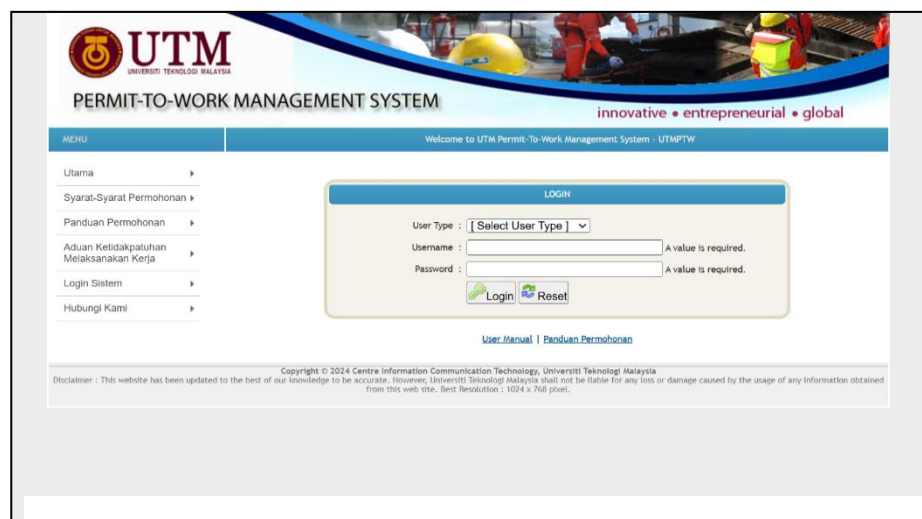 UTM
UNIVERSITI TEKNOLOGI MALAYSIA
PERMIT-TO-WORK MANAGEMENT SYSTEM
innovative ● entrepreneurial ● global
MENU
Welcome to UTM Permit-To-Work Management System - UTMPTW
Utama
Syarat-Syarat Permohonan
Panduan Permohonan
Aduan Ketidakpatuhan
Melaksanakan Kerja
Login Sistem
Hubungi Kami
LOGIN
User Type : [ Select User Type ]
Username : A value is required.
Password : A value is required.
Login Reset
User Manual | Panduan Permohonan
Copyright © 2024 Centre Information Communication Technology, Universiti Teknologi Malaysia
Disclaimer : This website has been updated to the best of our knowledge to be accurate. However, Universiti Teknologi Malaysia shall not be liable for any loss or damage caused by the usage of any information obtained
from this web site. Best Resolution : 1024 x 768 pixel.